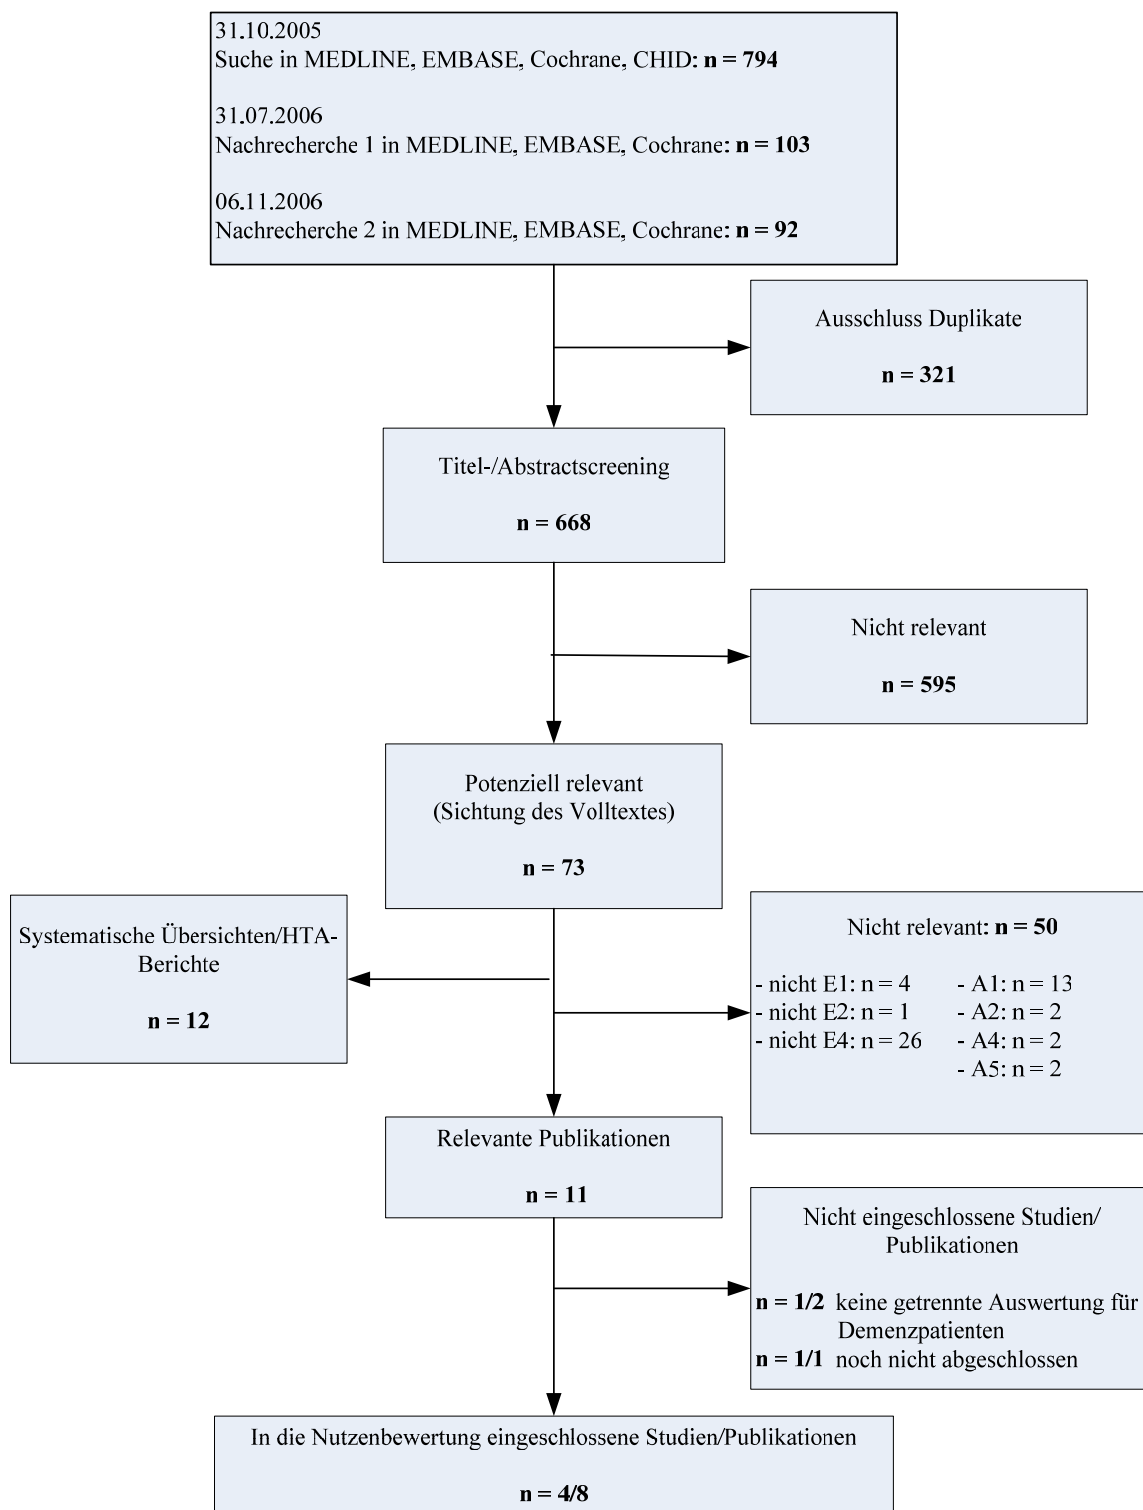 31.10.2005
Suche in MEDLINE, EMBASE, Cochrane, CHID: n = 794
31.07.2006
Nachrecherche 1 in MEDLINE, EMBASE, Cochrane: n = 103
06.11.2006
Nachrecherche 2 in MEDLINE, EMBASE, Cochrane: n = 92
Ausschluss Duplikate
n = 321
Titel-/Abstractscreening
n = 668
Nicht relevant
n = 595
Potenziell relevant
(Sichtung des Volltextes)
n = 73
Systematische Übersichten/HTA-
Berichte
n = 12
Nicht relevant: n = 50
- nicht E1: n = 4
- nicht E2: n = 1
- nicht E4: n = 26
- A1: n = 13
- A2: n = 2
- A4: n = 2
- A5: n = 2
Relevante Publikationen
n = 11
Nicht eingeschlossene Studien/
Publikationen
n = 1/2 keine getrennte Auswertung für
Demenzpatienten
n = 1/1 noch nicht abgeschlossen
In die Nutzenbewertung eingeschlossene Studien/Publikationen
n = 4/8